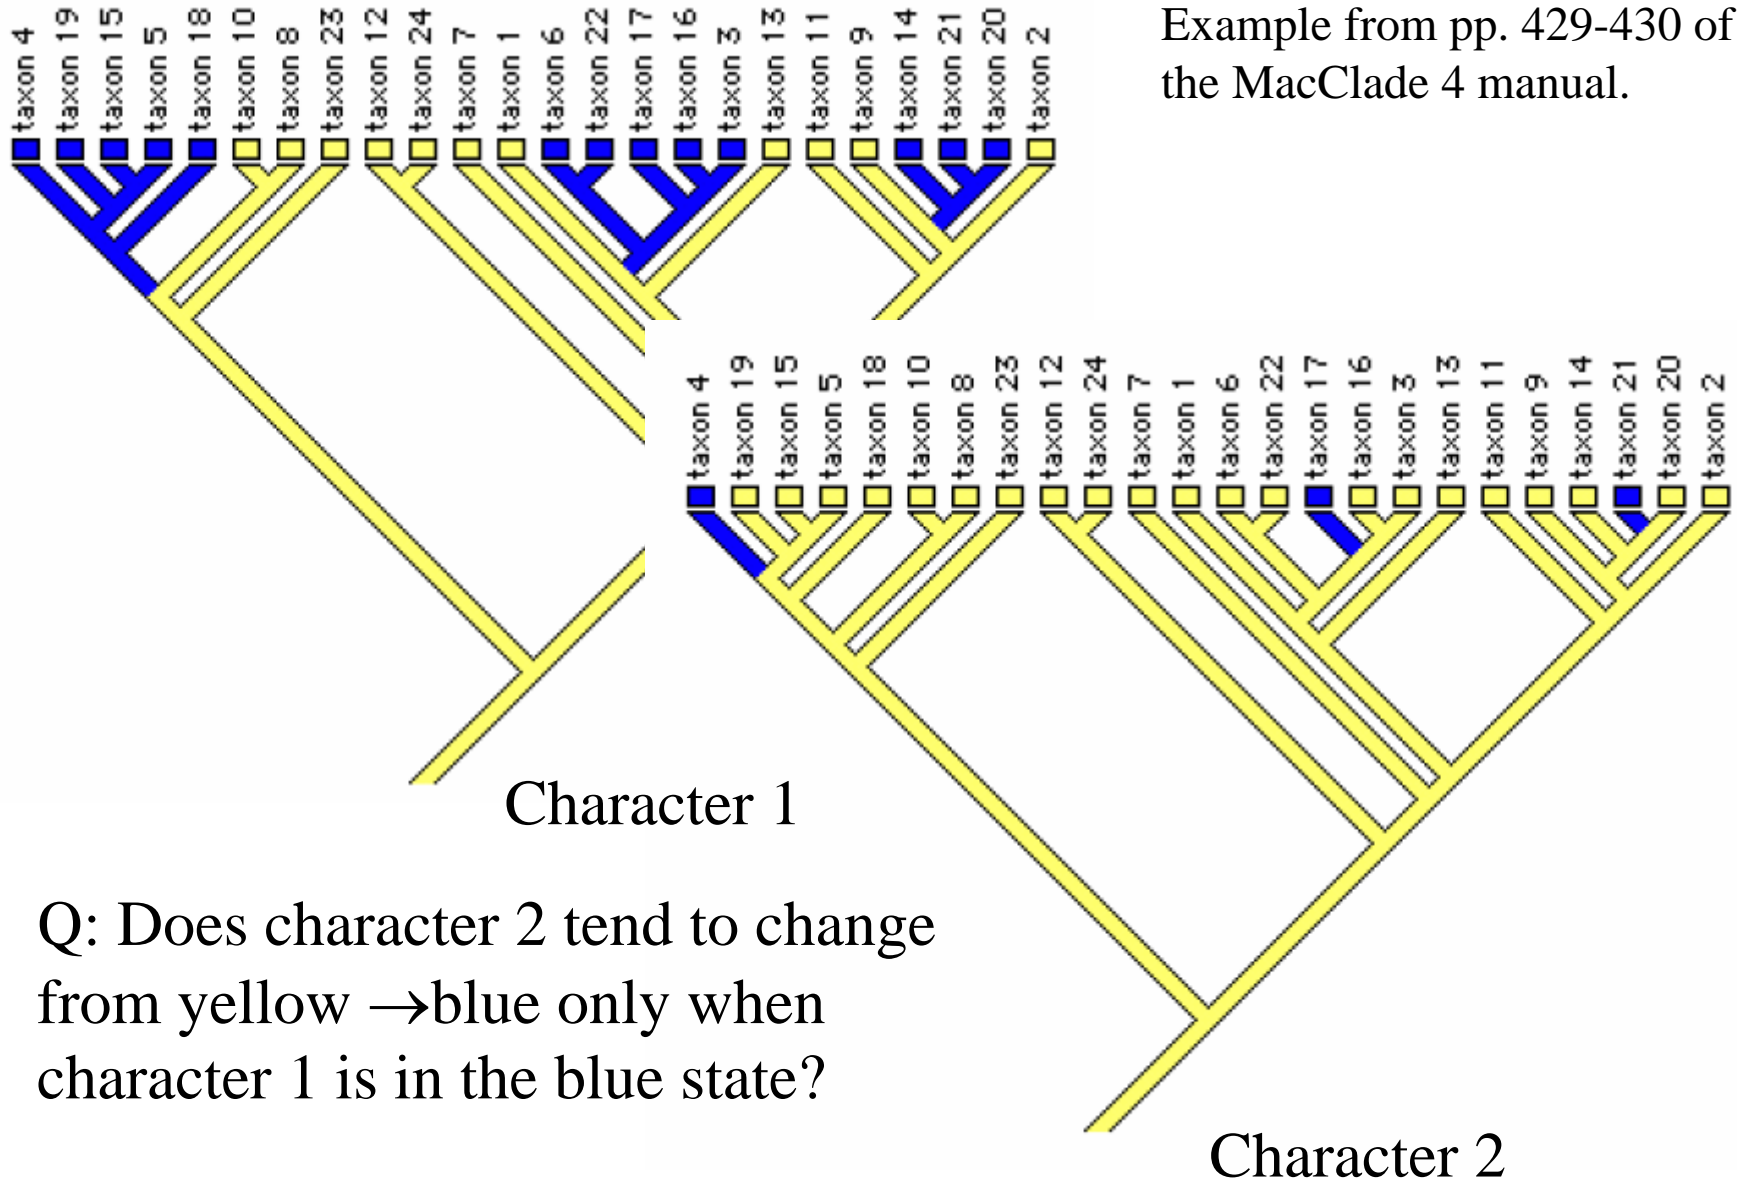 taxon 4
taxon 19
taxon 15
taxon 5
taxon 18
taxon 10
taxon 8
taxon 23
taxon 12
taxon 24
taxon 7
taxon 1
taxon 6
taxon 22
taxon 17
taxon 16
taxon 3
taxon 13
taxon 11
taxon 9
taxon 14
taxon 21
taxon 20
taxon 2
Example from pp. 429-430 of
the MacClade 4 manual.
taxon 4
taxon 19
taxon 15
taxon 5
taxon 18
taxon 10
taxon 8
taxon 23
taxon 12
taxon 24
taxon 7
taxon 1
taxon 6
taxon 22
taxon 17
taxon 16
taxon 3
taxon 13
taxon 11
taxon 9
taxon 14
taxon 21
taxon 20
taxon 2
Character 1
Q: Does character 2 tend to change
from yellow →blue only when
character 1 is in the blue state?
Character 2